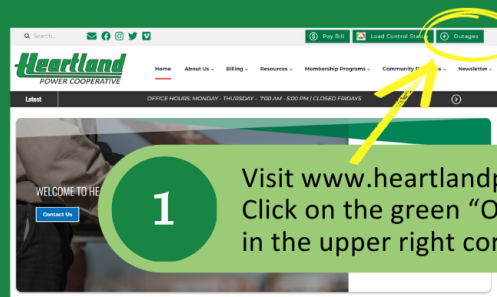 Search...
Pay Bill
Load Control Status
Outages
Heartland
POWER COOPERATIVE
Home
About Us
Billing
Resources
Membership Programs
Community
Newsletter
Latest
OFFICE HOURS: MONDAY - THURSDAY - 7:00 AM - 5:00 PM | CLOSED FRIDAYS
WELCOME TO HE
Contact Us
1
Visit www.heartlandp
Click on the green “O
in the upper right cor